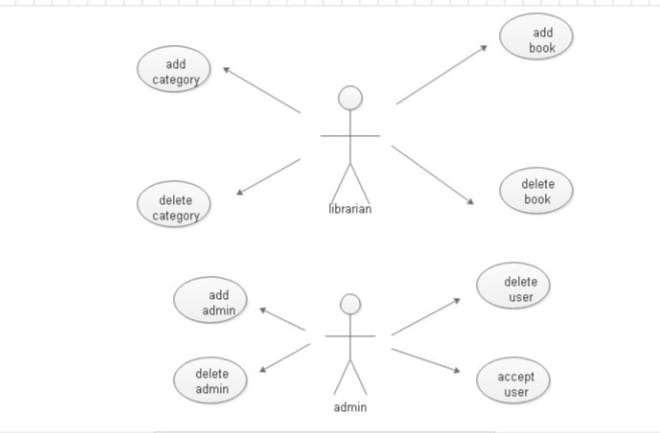 add
book
add
category
delete
book
delete
category
librarian
delete
user
add
admin
delete
admin
accept
user
admin